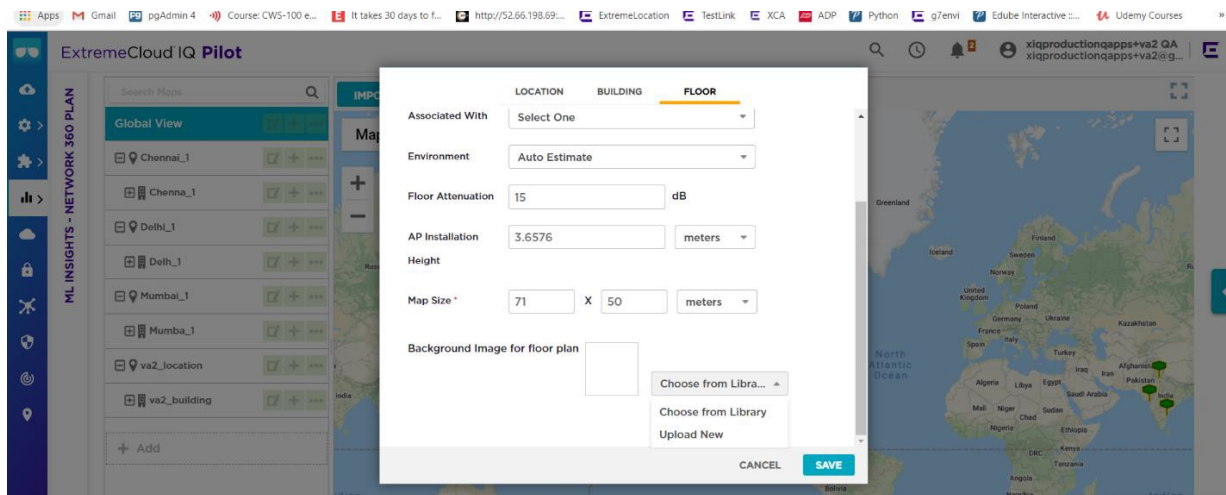 Apps M Gmail pgAdmin 4 Course: CWS-100 e... It takes 30 days to f... http://52.66.198.69:... ExtremeLocation TestLink XCA ADP Python g7envi Edube Interactive ::... Udemy Courses »
ExtremeCloud IQ Pilot
2
xiqproductionqapps+va2 QA
xiqproductionqapps+va2@g...
ML INSIGHTS - NETWORK 360 PLAN
Search Maps
Global View
Chennai_1
Chenna_1
Delhi_1
Delh_1
Mumbai_1
Mumba_1
va2_location
va2_building
+ Add
IMPO
Map
+
−
LOCATION BUILDING FLOOR
Associated With Select One
Environment Auto Estimate
Floor Attenuation 15 dB
AP Installation 3.6576 meters
Height
Map Size * 71 X 50 meters
Background Image for floor plan
Choose from Libra...
Choose from Library
Upload New
CANCEL SAVE
Greenland
Iceland
Finland
Sweden
Norway
United
Kingdom
Poland
Germany Ukraine
Kazakhstan
France
Italy
Spain
Turkey
North
Atlantic
Ocean
Iraq
Iran
Afghanis
Pakistan
Algeria Libya Egypt
Saudi Arabia
India
Mali Niger
Chad
Sudan
Nigeria
Ethiopia
DRC
Kenya
Tanzania
Angola
Namibia
Bolivia
India